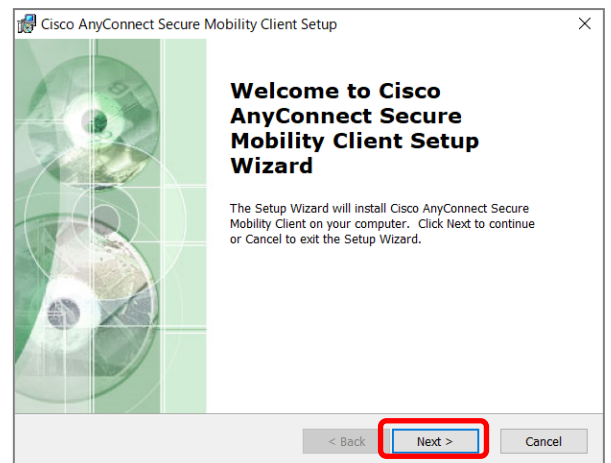 Cisco AnyConnect Secure Mobility Client Setup
Welcome to Cisco
AnyConnect Secure
Mobility Client Setup
Wizard
The Setup Wizard will install Cisco AnyConnect Secure
Mobility Client on your computer. Click Next to continue
or Cancel to exit the Setup Wizard.
< Back Next > Cancel